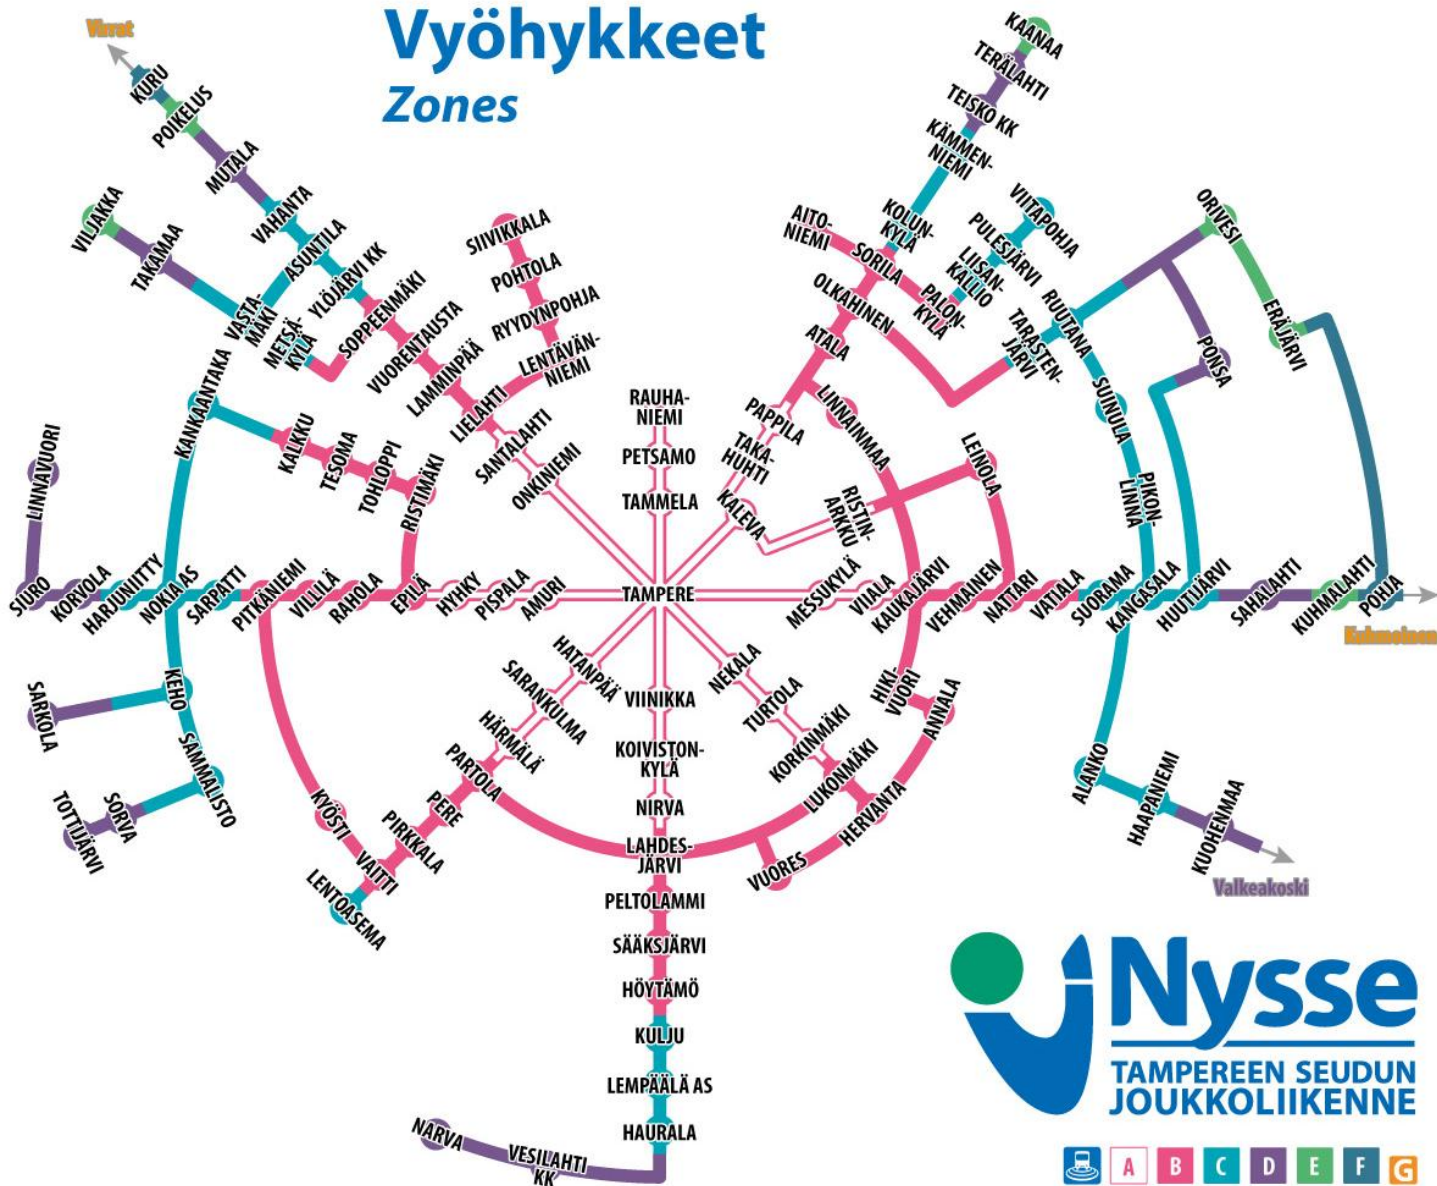 Vyöhykkeet
Zones
Virrat
KURU
POIKELUS
MUTALA
VAHANTA
ASUNTILA
YLÖJÄRVI KK
SOPPEENMÄKI
VUORENTAUSTA
LAMMINPÄÄ
LIELAHTI
SANTALAHTI
ONKINIEMI
VILJAKKA
TAKAMAA
VASTA-
MÄKI
METSÄ-
KYLÄ
SIIVIKKALA
POHTOLA
RYYDYNPOHJA
LENTÄVÄN-
NIEMI
KANKAANTAKA
KALKKU
TESOMA
TOHLOPPI
RISTIMÄKI
RAUHA-
NIEMI
PETSAMO
TAMMELA
KAANAA
TERÄLAHTI
TEISKO KK
KÄMMEN-
NIEMI
KOLUN-
KYLÄ
AITO-
NIEMI
SORILA
OLKAHINEN
ATALA
PAPPILA
TAKA-
HUHTI
KALEVA
VIITAPOHJA
PULESJÄRVI
LIISAN-
KALLIO
PALON-
KYLÄ
LINNAINMAA
RISTIN-
ARKKU
LEINOLA
TARASTEN-
JÄRVI
RUUTANA
SUINULA
PIKON-
LINNA
ORIVESI
ERÄJÄRVI
PONSA
LINNAVUORI
SIURO
KORVOLA
HARJUNIITTY
NOKIA AS
SARPATTI
PITKÄNIEMI
VIILILÄ
RAHOLA
EPILÄ
HYHKY
PISPALA
AMURI
TAMPERE
MESSUKYLÄ
VIIALA
KAUKAJÄRVI
VEHMAINEN
NATTARI
VATIALA
SUORAMA
KANGASALA
HUUTIJÄRVI
SAHALAHTI
KUHMALAHTI
POHJA
Kuhmoinen
KEHO
SARKOLA
SAMMALISTO
SORVA
TOTTIJÄRVI
KYÖSTI
VAITTI
LENTOASEMA
PIRKKALA
PERE
PARTOLA
HÄRMÄLÄ
SARANKULMA
HATANPÄÄ
VIINIKKA
KOIVISTON-
KYLÄ
NIRVA
LAHDES-
JÄRVI
PELTOLAMMI
SÄÄKSJÄRVI
HÖYTÄMÖ
KULJU
LEMPÄÄLÄ AS
HAURALA
VESILAHTI
KK
NARVA
NEKALA
TURTOLA
KORKINMÄKI
LUKONMÄKI
HERVANTA
VUORES
HIKI-
VUORI
ANNALA
ALANKO
HAAPANIEMI
KUOHENMAA
Valkeakoski
Nysse
TAMPEREEN SEUDUN
JOUKKOLIIKENNE
A B C D E F G